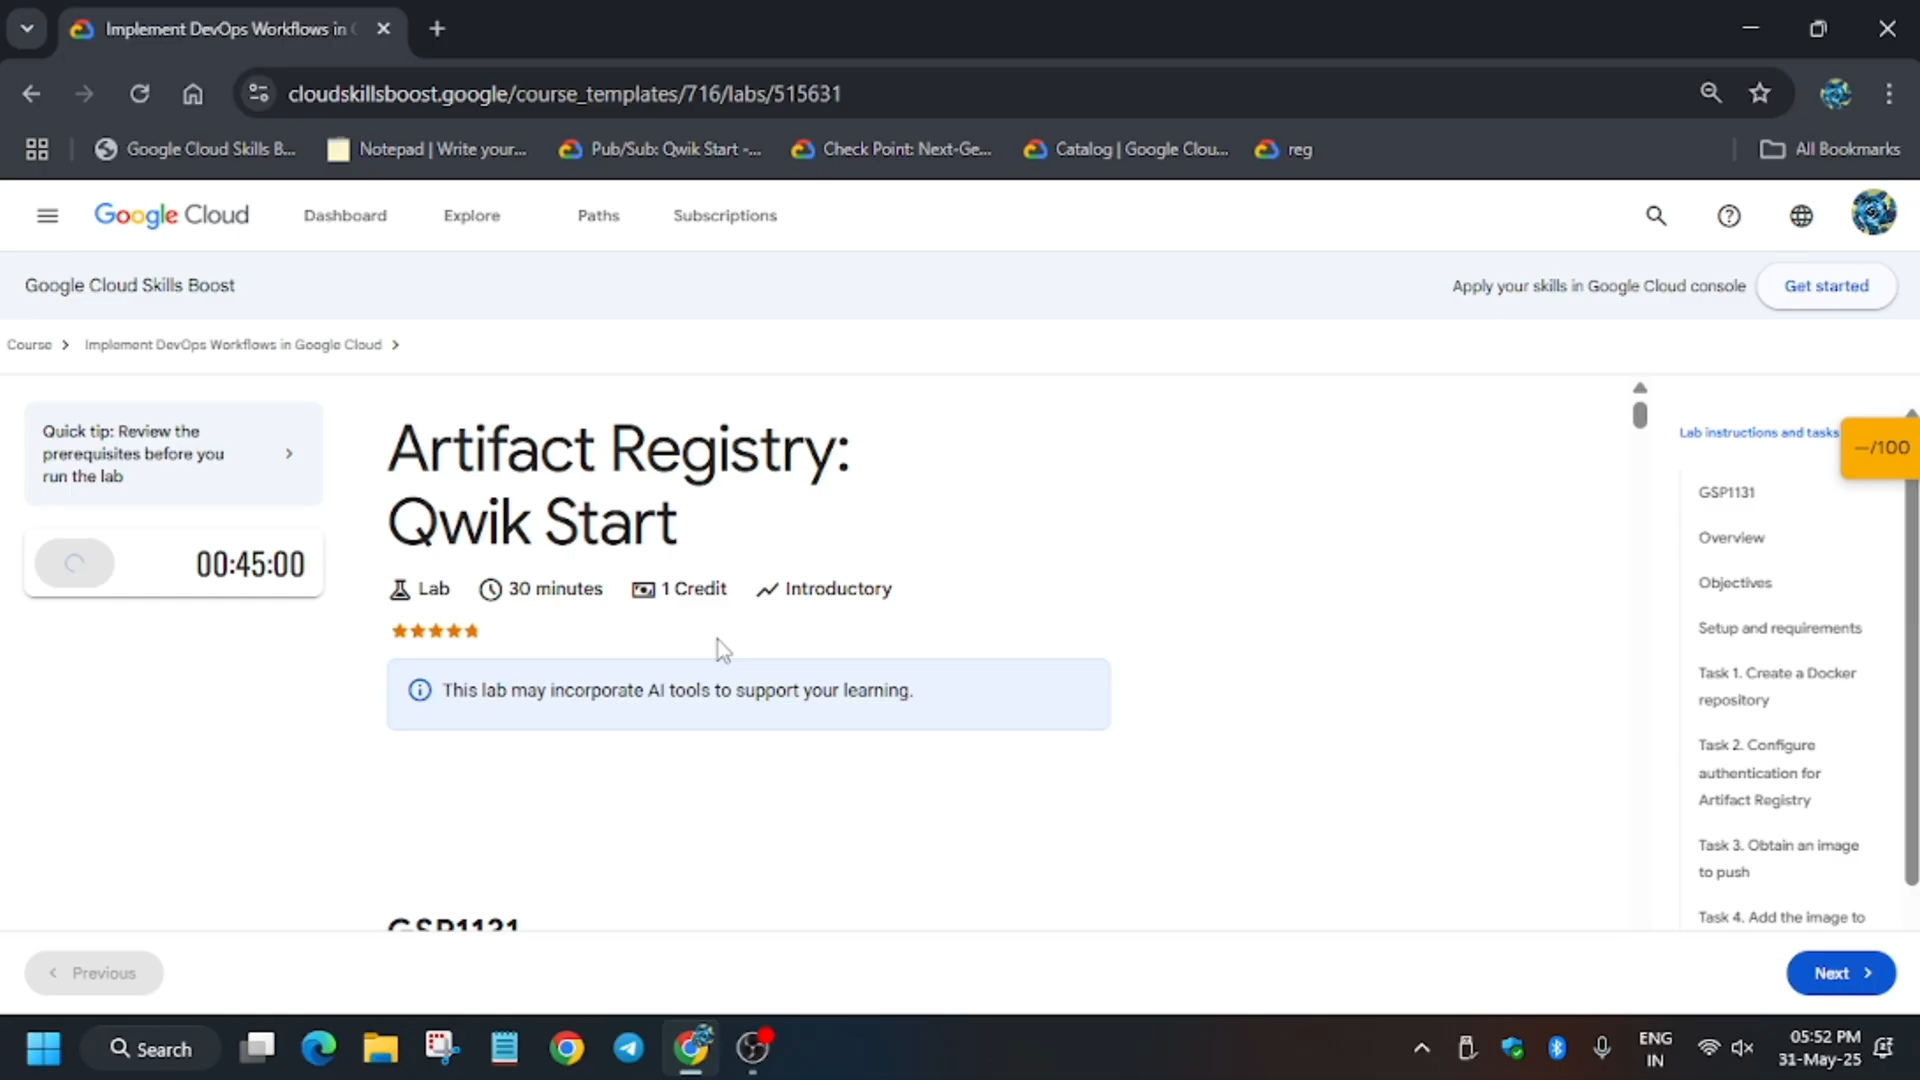 Implement DevOps Workflows in
cloudskillsboost.google/course_templates/716/labs/515631
Google Cloud Skills B...
Notepad | Write your...
Pub/Sub: Qwik Start -...
Check Point: Next-Ge...
Catalog | Google Clou...
reg
All Bookmarks
Google Cloud
Dashboard
Explore
Paths
Subscriptions
Google Cloud Skills Boost
Apply your skills in Google Cloud console
Get started
Course
Implement DevOps Workflows in Google Cloud
Quick tip: Review the
prerequisites before you
run the lab
00:45:00
Artifact Registry:
Qwik Start
Lab
30 minutes
1 Credit
Introductory
This lab may incorporate AI tools to support your learning.
GSP1131
Lab instructions and tasks
—/100
GSP1131
Overview
Objectives
Setup and requirements
Task 1. Create a Docker
repository
Task 2. Configure
authentication for
Artifact Registry
Task 3. Obtain an image
to push
Task 4. Add the image to
Previous
Next
Search
ENG
IN
05:52 PM
31-May-25